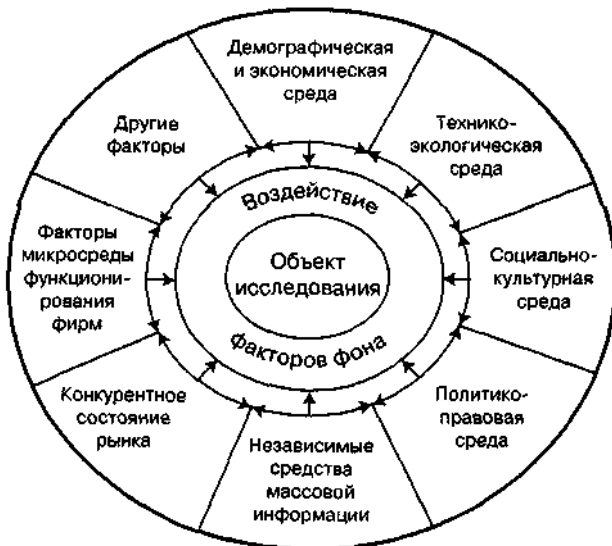 Демографическая
и экономическая
среда
Технико-
экологическая
среда
Социально-
культурная
среда
Политико-
правовая
среда
Независимые
средства
массовой
информации
Конкурентное
состояние
рынка
Факторы
микросреды
функциони-
рования
фирм
Другие
факторы
Воздействие
факторов фона
Объект
исследования